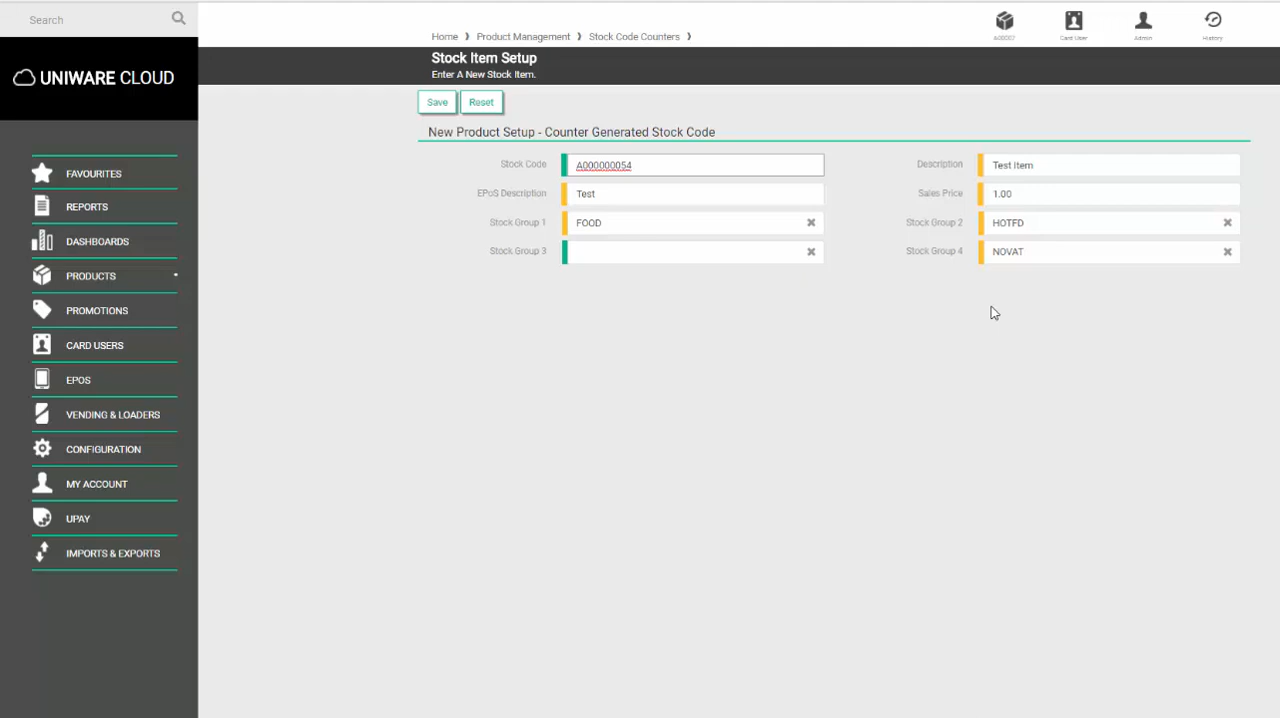 Search
UNIWARE CLOUD
FAVOURITES
REPORTS
DASHBOARDS
PRODUCTS
PROMOTIONS
CARD USERS
EPOS
VENDING & LOADERS
CONFIGURATION
MY ACCOUNT
UPAY
IMPORTS & EXPORTS
Home ❯ Product Management ❯ Stock Code Counters ❯
Card User
Admin
History
Stock Item Setup
Enter A New Stock Item.
Save Reset
New Product Setup - Counter Generated Stock Code
Stock Code A000000054 Description Test Item
EPoS Description Test Sales Price 1.00
Stock Group 1 FOOD Stock Group 2 HOTFD
Stock Group 3 Stock Group 4 NOVAT